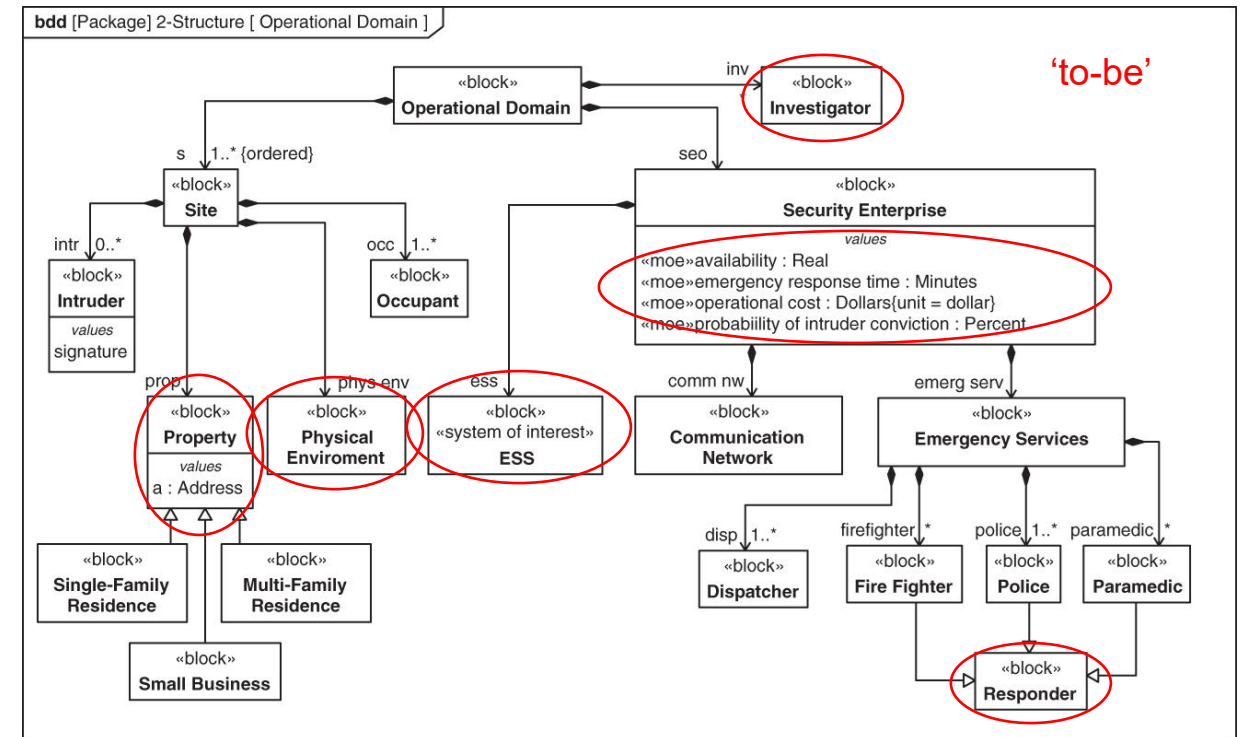 bdd [Package] 2-Structure [ Operational Domain ]
‘to-be’
«block»
Operational Domain
inv
*
«block»
Investigator
s 1..* {ordered}
seo
«block»
Site
«block»
Security Enterprise
values
«moe»availability : Real
«moe»emergency response time : Minutes
«moe»operational cost : Dollars{unit = dollar}
«moe»probabiility of intruder conviction : Percent
intr 0..*
occ 1..*
«block»
Intruder
values
signature
«block»
Occupant
prop
phys env
ess
comm nw
emerg serv
«block»
Property
values
a : Address
«block»
Physical
Enviroment
«block»
«system of interest»
ESS
«block»
Communication
Network
«block»
Emergency Services
disp 1..*
firefighter *
police 1..*
paramedic *
«block»
Single-Family
Residence
«block»
Multi-Family
Residence
«block»
Small Business
«block»
Dispatcher
«block»
Fire Fighter
«block»
Police
«block»
Paramedic
«block»
Responder